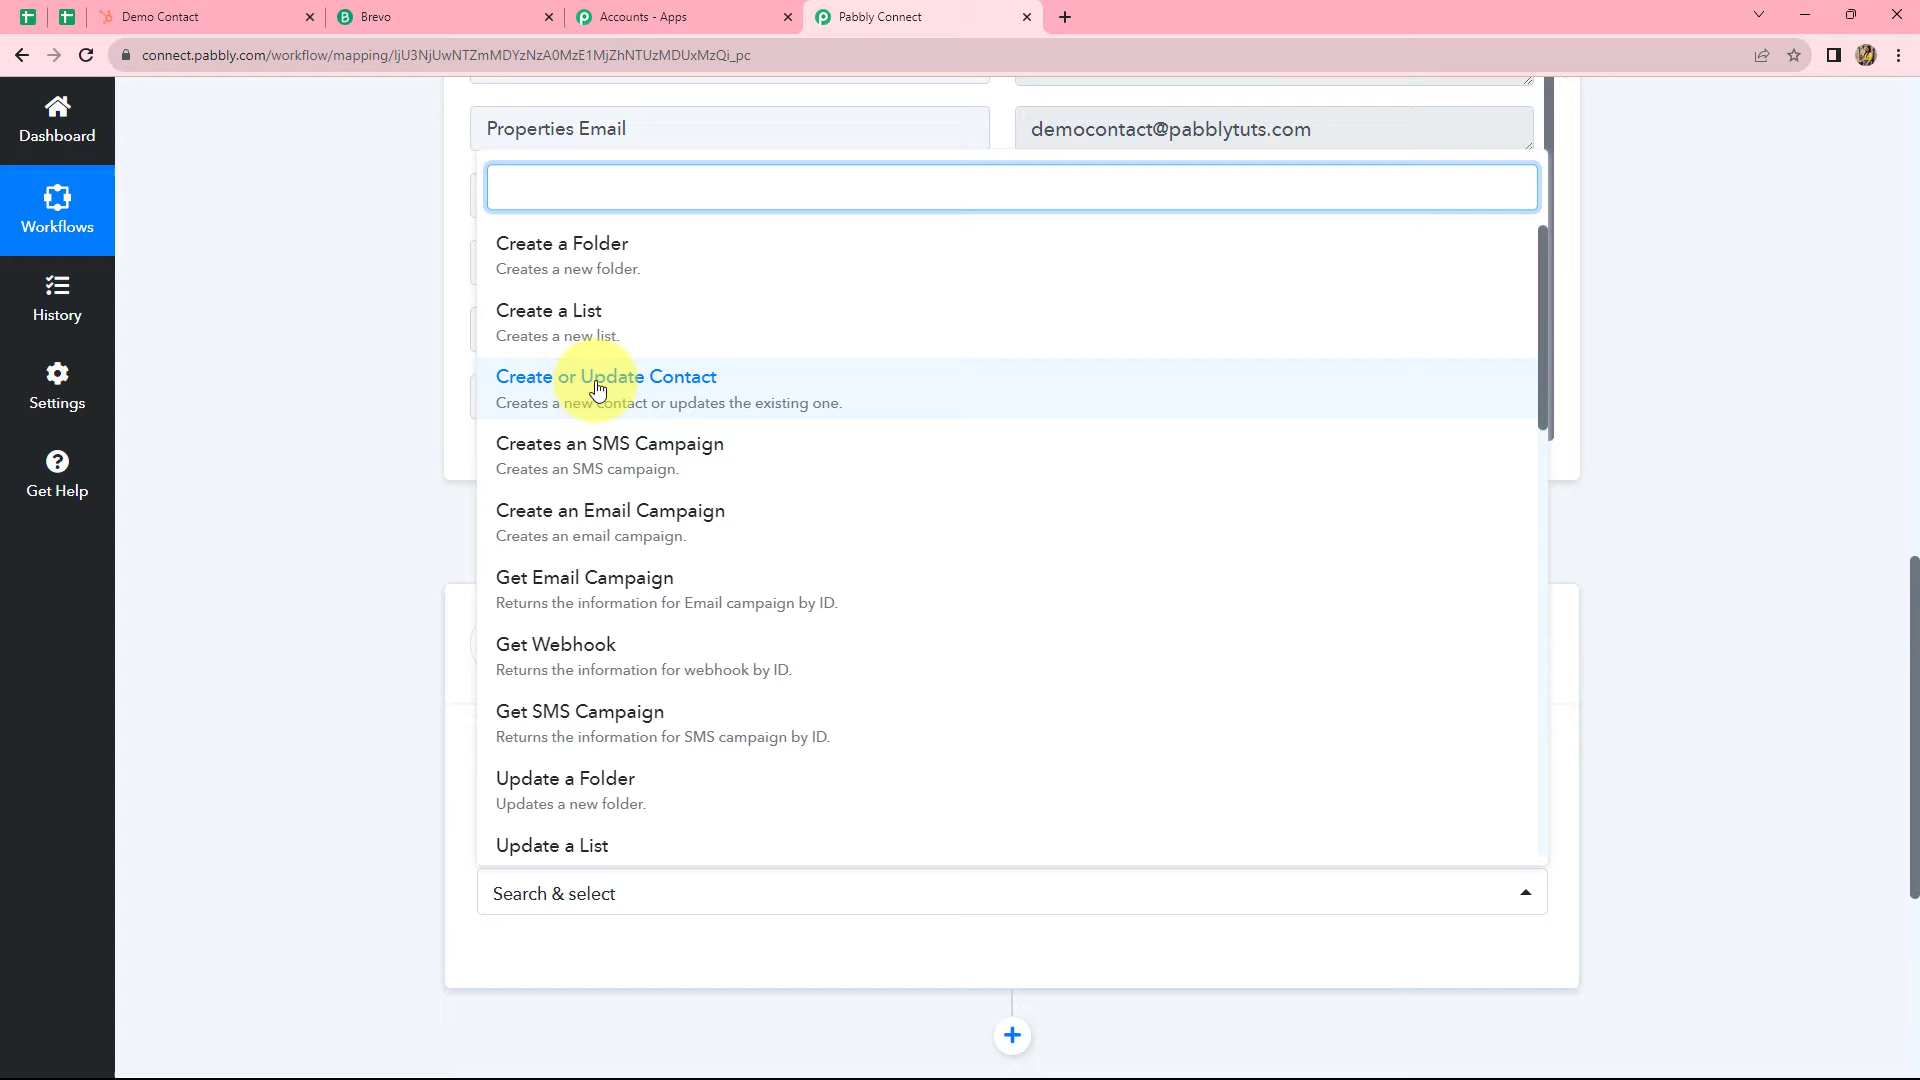 Demo Contact
Brevo
Accounts - Apps
Pabbly Connect
connect.pabbly.com/workflow/mapping/IjU3NjUwNTZmMDYzNzA0MzE1MjZhNTUzMDUxMzQi_pc
Dashboard
Workflows
History
Settings
Get Help
Properties Email
democontact@pabblytuts.com
Create a Folder
Creates a new folder.
Create a List
Creates a new list.
Create or Update Contact
Creates a new contact or updates the existing one.
Creates an SMS Campaign
Creates an SMS campaign.
Create an Email Campaign
Creates an email campaign.
Get Email Campaign
Returns the information for Email campaign by ID.
Get Webhook
Returns the information for webhook by ID.
Get SMS Campaign
Returns the information for SMS campaign by ID.
Update a Folder
Updates a new folder.
Update a List
Search & select